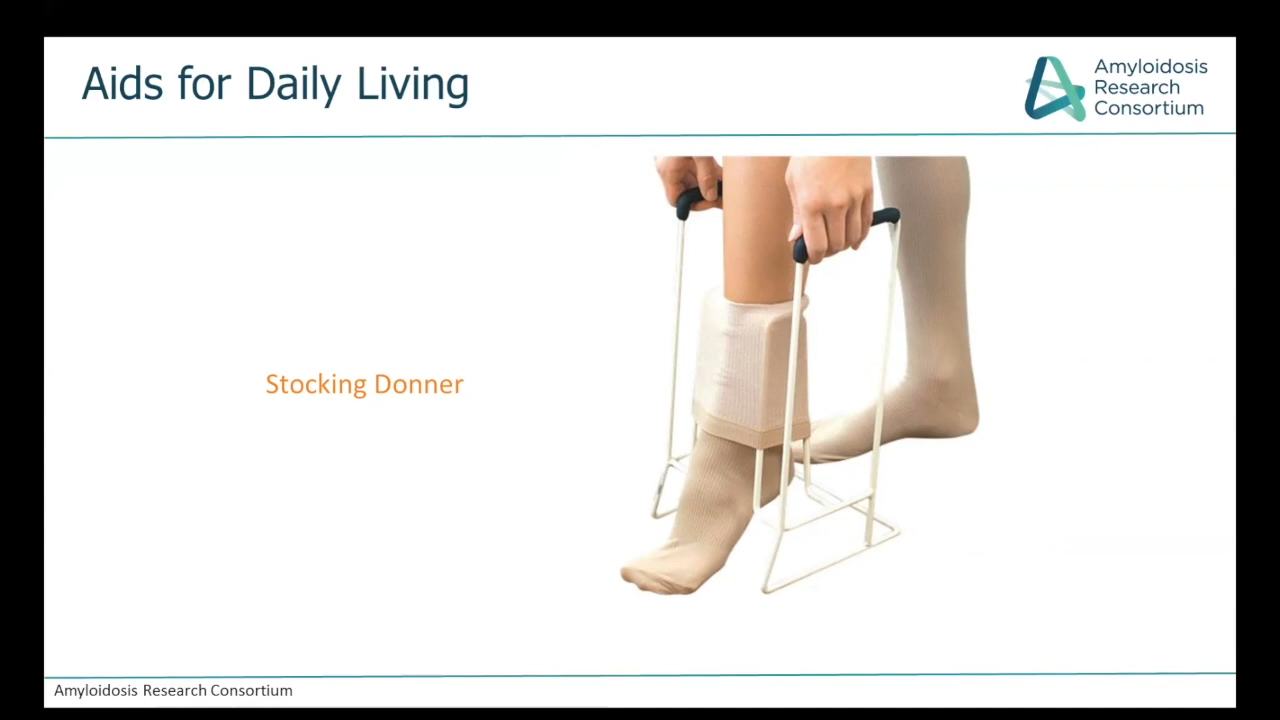 Aids for Daily Living
Amyloidosis
Research
Consortium
Stocking Donner
Amyloidosis Research Consortium